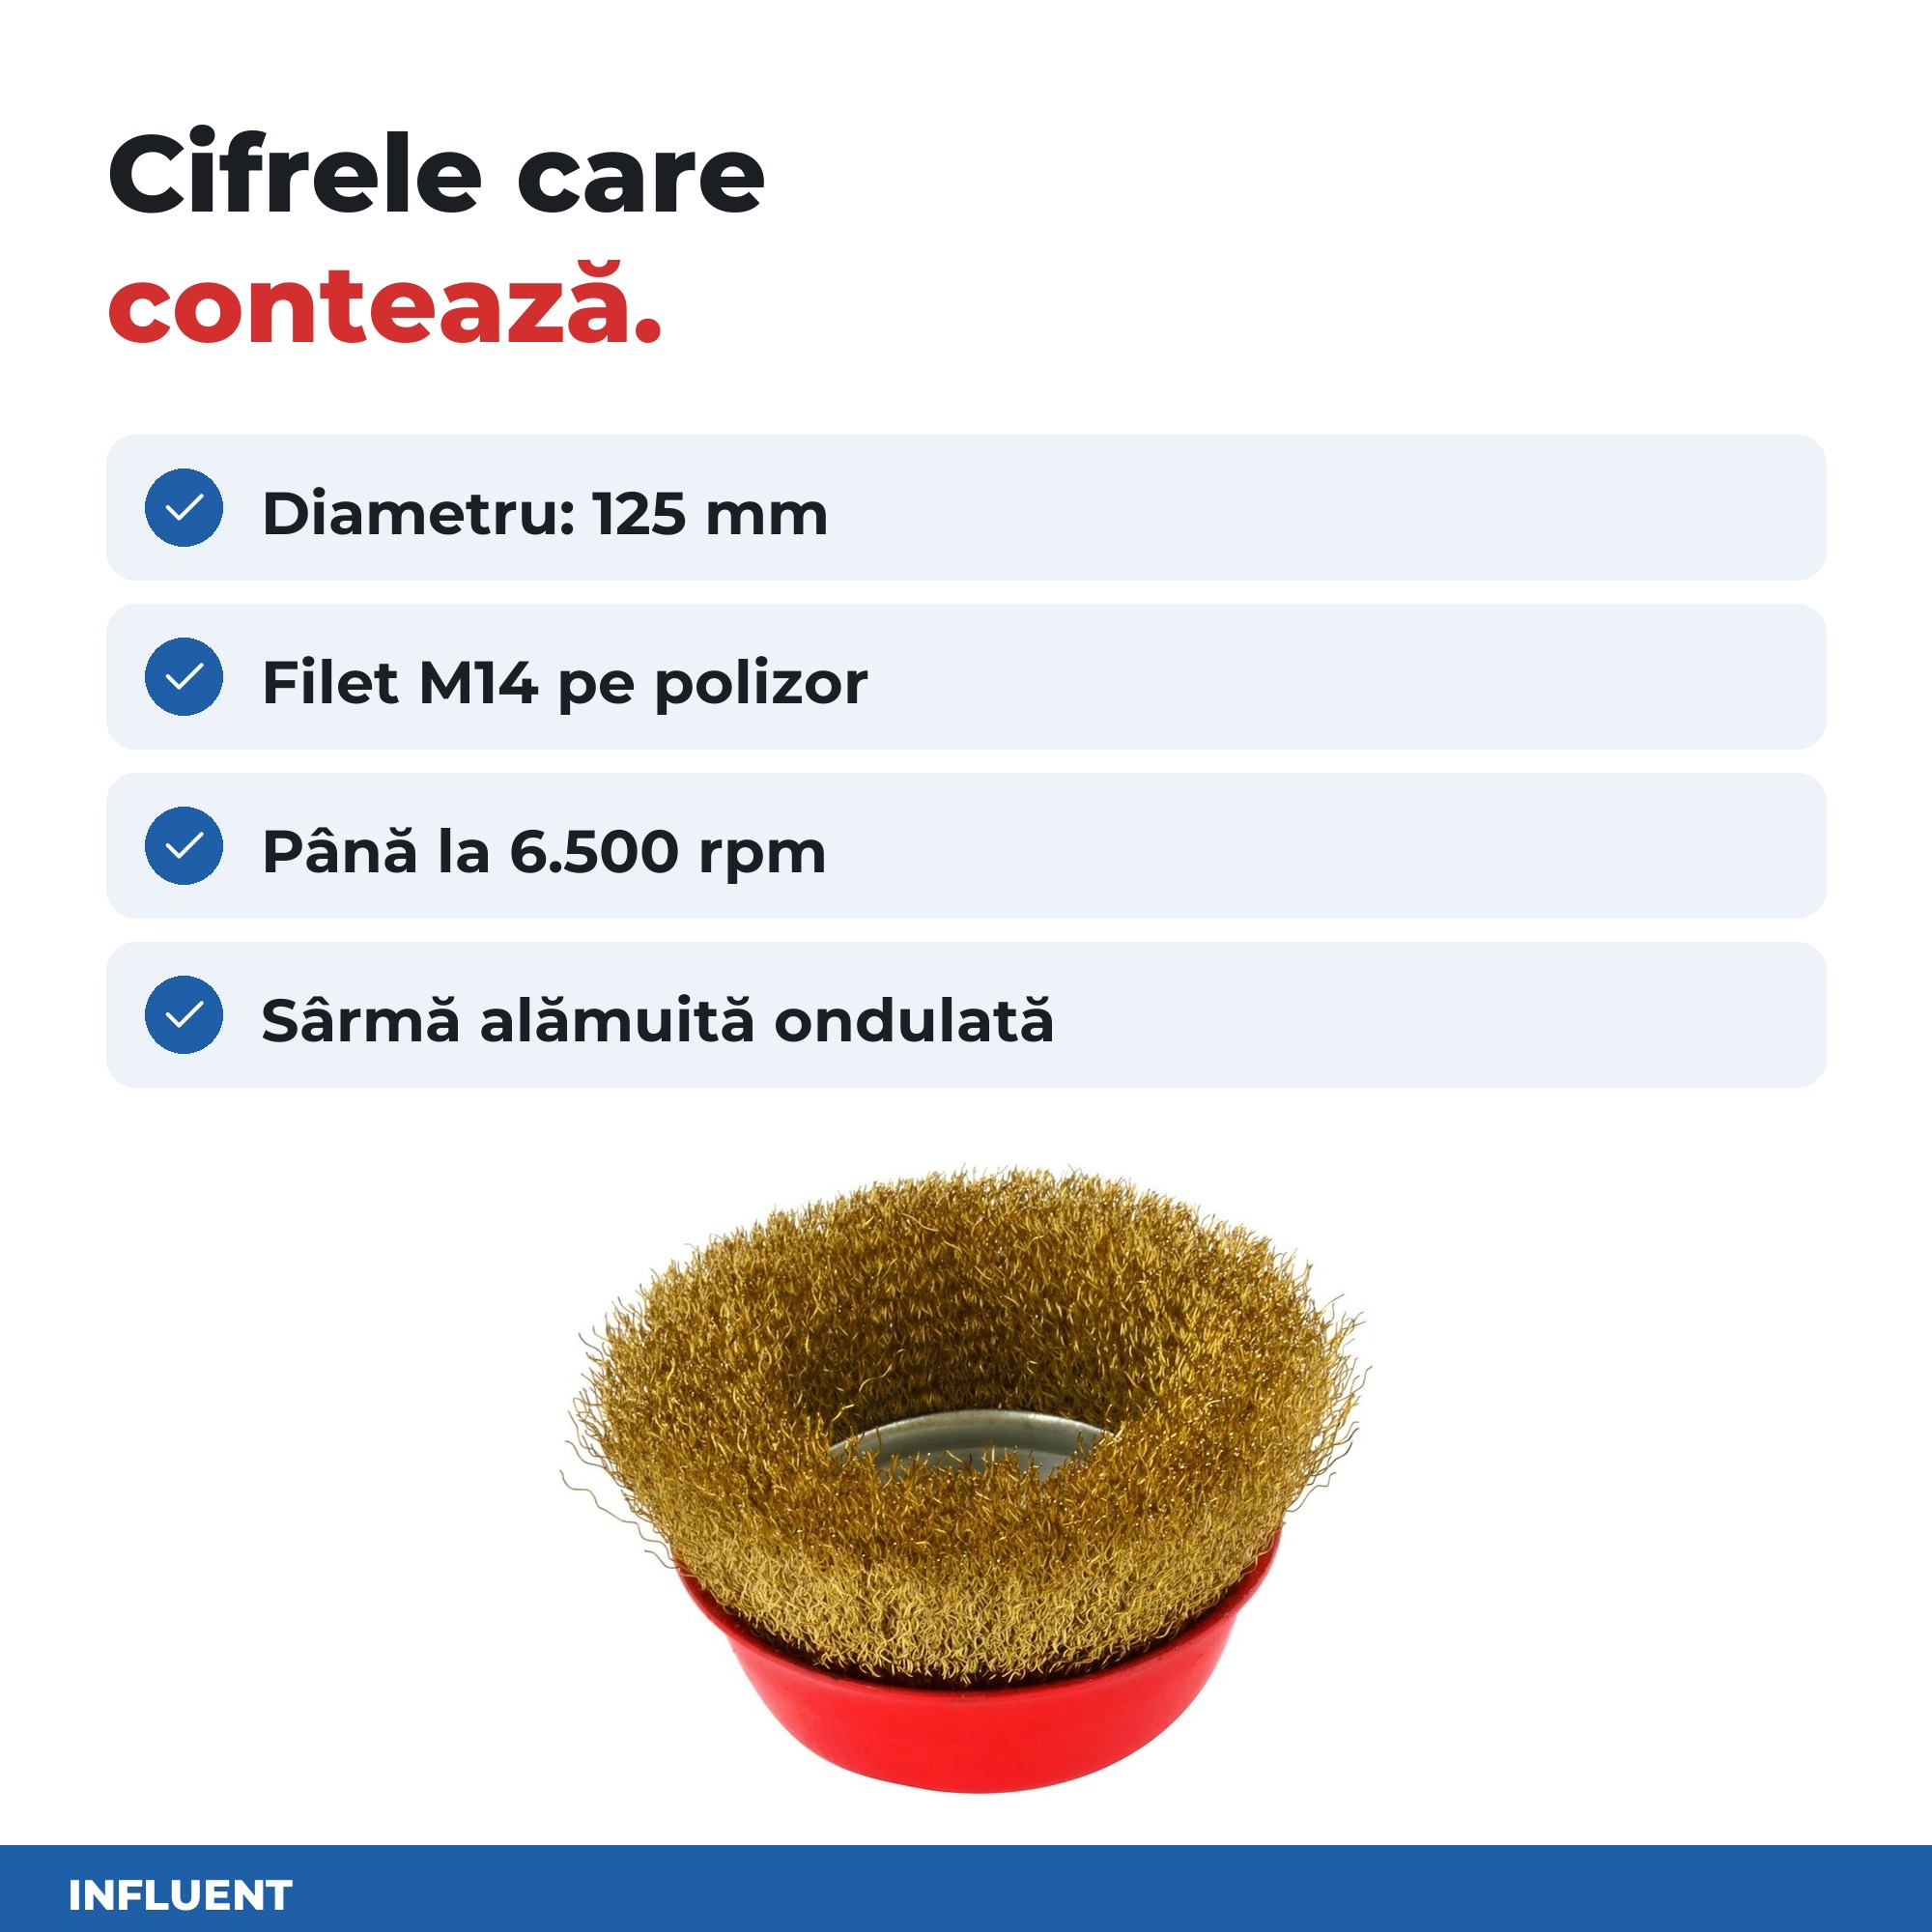 Cifrele care
contează.
Diametru: 125 mm
Filet M14 pe polizor
Până la 6.500 rpm
Sârmă alămuită ondulată
INFLUENT